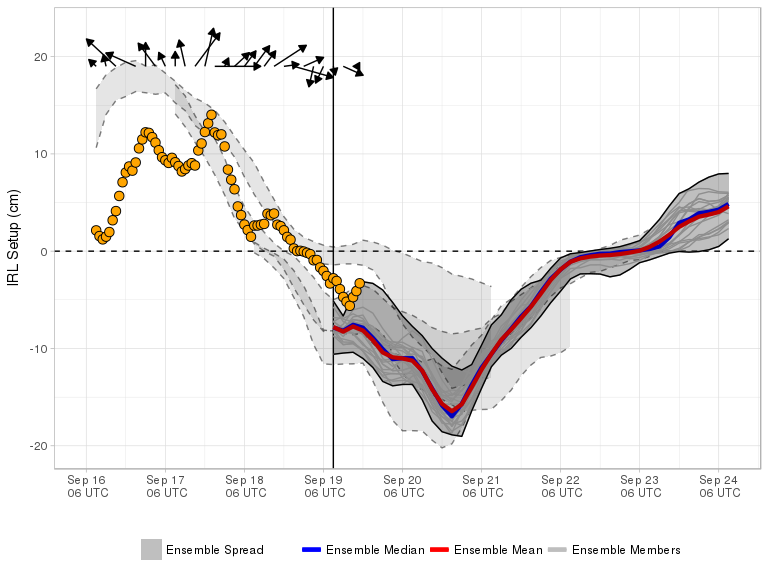 IRL Setup (cm)
20
10
0
-10
-20
Sep 16 Sep 17 Sep 18 Sep 19 Sep 20 Sep 21 Sep 22 Sep 23 Sep 24
06 UTC 06 UTC 06 UTC 06 UTC 06 UTC 06 UTC 06 UTC 06 UTC 06 UTC
Ensemble Spread Ensemble Median Ensemble Mean Ensemble Members